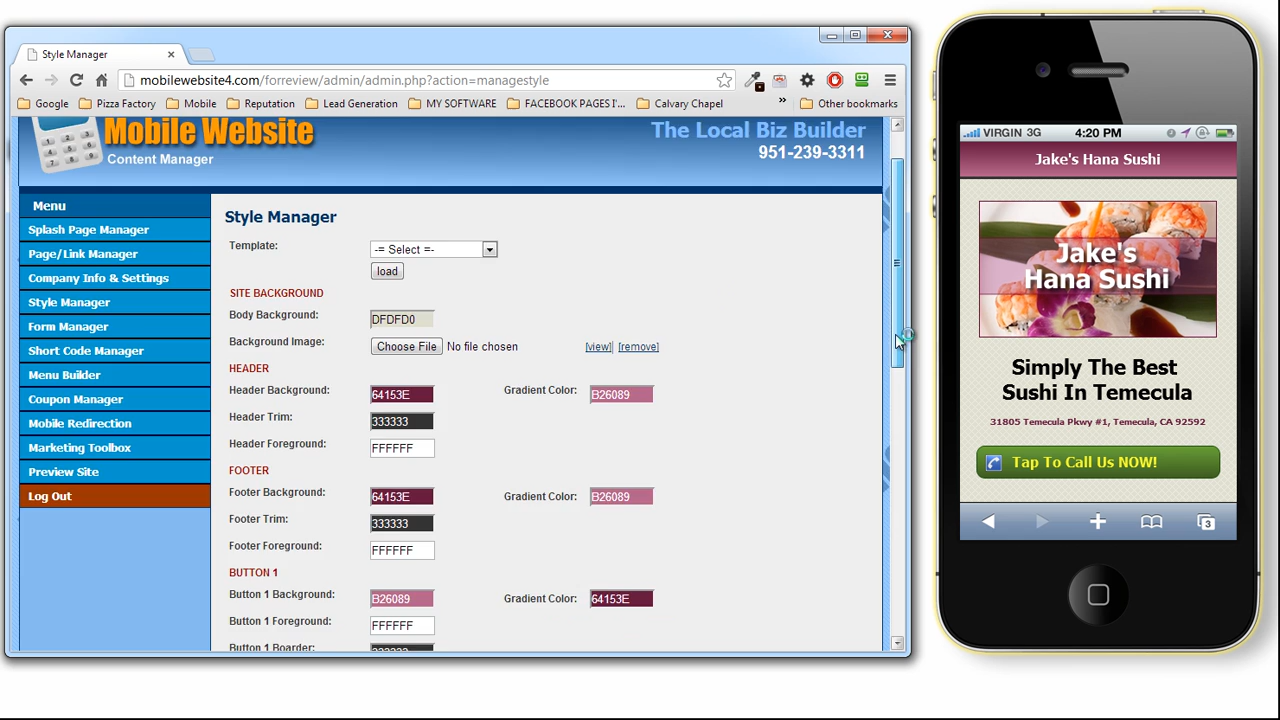 Style Manager
mobilewebsite4.com/forreview/admin/admin.php?action=managestyle
Google Pizza Factory Mobile Reputation Lead Generation MY SOFTWARE FACEBOOK PAGES I'... Calvary Chapel » Other bookmarks
Mobile Website
Content Manager
The Local Biz Builder
951-239-3311
Menu
Splash Page Manager
Page/Link Manager
Company Info & Settings
Style Manager
Form Manager
Short Code Manager
Menu Builder
Coupon Manager
Mobile Redirection
Marketing Toolbox
Preview Site
Log Out
Style Manager
Template: -= Select =-
load
SITE BACKGROUND
Body Background: DFDFD0
Background Image: Choose File No file chosen [view] [remove]
HEADER
Header Background: 64153E Gradient Color: B26089
Header Trim: 333333
Header Foreground: FFFFFF
FOOTER
Footer Background: 64153E Gradient Color: B26089
Footer Trim: 333333
Footer Foreground: FFFFFF
BUTTON 1
Button 1 Background: B26089 Gradient Color: 64153E
Button 1 Foreground: FFFFFF
Button 1 Boarder: 333333
VIRGIN 3G 4:20 PM
Jake's Hana Sushi
Jake's
Hana Sushi
Simply The Best
Sushi In Temecula
31805 Temecula Pkwy #1, Temecula, CA 92592
Tap To Call Us NOW!
3